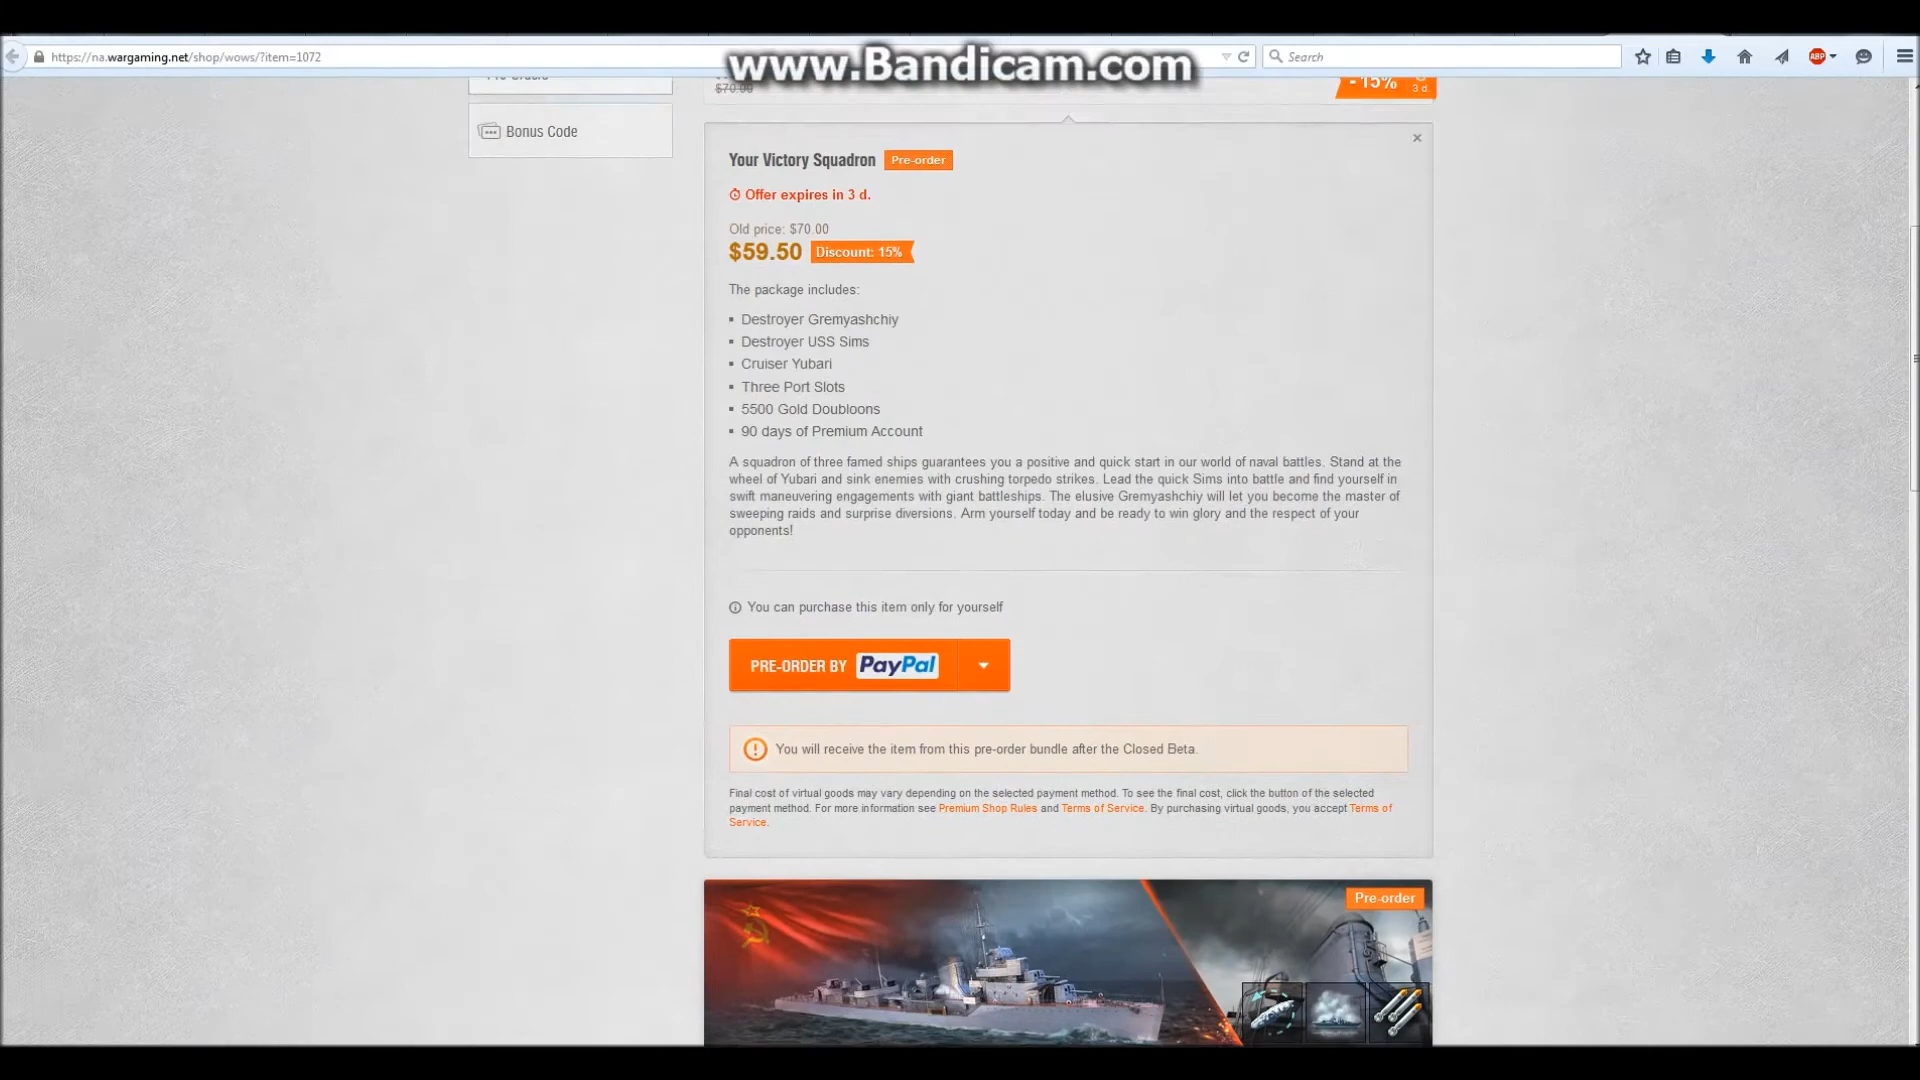 https://na.wargaming.net/shop/wows/?item=1072
www.Bandicam.com
Search
ABP
$70.00
-15%
3 d.
Bonus Code
Your Victory Squadron Pre-order
Offer expires in 3 d.
Old price: $70.00
$59.50 Discount: 15%
The package includes:
Destroyer Gremyashchiy
Destroyer USS Sims
Cruiser Yubari
Three Port Slots
5500 Gold Doubloons
90 days of Premium Account
A squadron of three famed ships guarantees you a positive and quick start in our world of naval battles. Stand at the
wheel of Yubari and sink enemies with crushing torpedo strikes. Lead the quick Sims into battle and find yourself in
swift maneuvering engagements with giant battleships. The elusive Gremyashchiy will let you become the master of
sweeping raids and surprise diversions. Arm yourself today and be ready to win glory and the respect of your
opponents!
You can purchase this item only for yourself
PRE-ORDER BY PayPal
You will receive the item from this pre-order bundle after the Closed Beta.
Final cost of virtual goods may vary depending on the selected payment method. To see the final cost, click the button of the selected
payment method. For more information see Premium Shop Rules and Terms of Service. By purchasing virtual goods, you accept Terms of
Service.
Pre-order